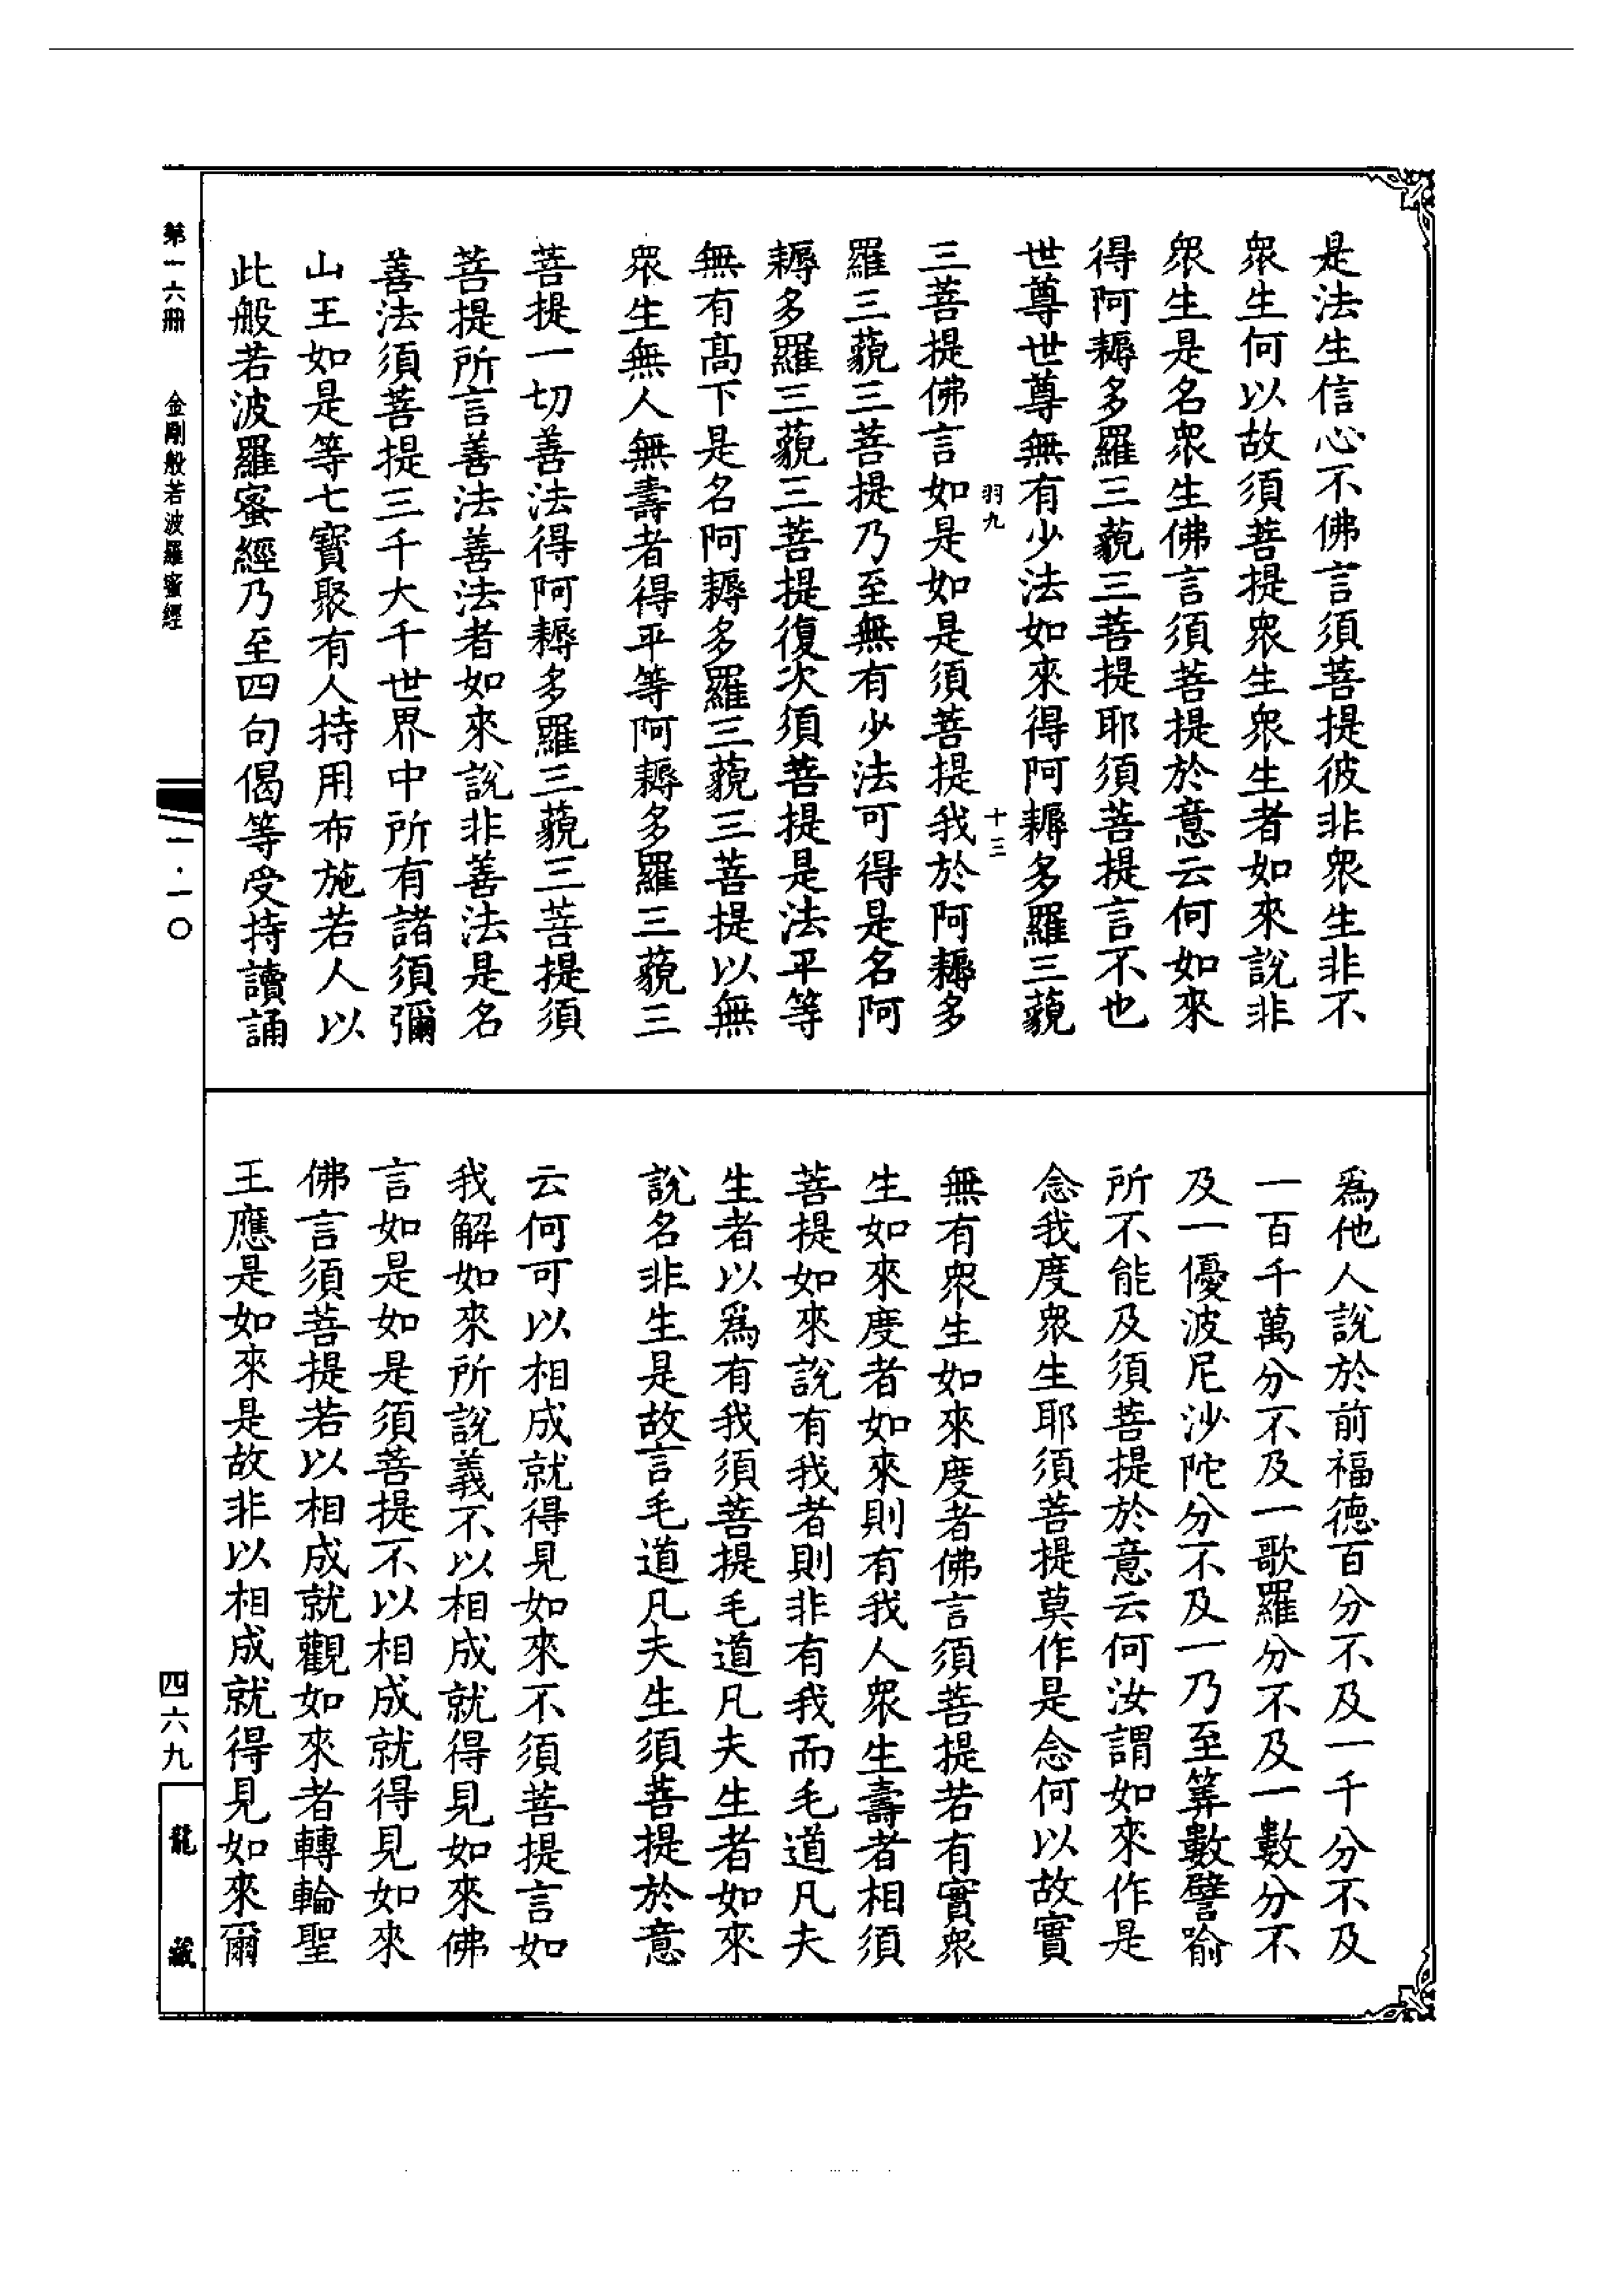 是法生信心不佛言須菩提彼非衆生非不
衆生何以故須菩提衆生衆生者如來說非
衆生是名衆生佛言須菩提於意云何如來
得阿耨多羅三藐三菩提耶須菩提言不也
世尊世尊無有少法如來得阿耨多羅三藐
羽九 十三
三菩提佛言如是如是須菩提我於阿耨多
羅三藐三菩提乃至無有少法可得是名阿
耨多羅三藐三菩提復次須菩提是法平等
無有高下是名阿耨多羅三藐三菩提以無
衆生無人無壽者得平等阿耨多羅三藐三
菩提一切善法得阿耨多羅三藐三菩提須
菩提所言善法善法者如來說非善法是名
善法須菩提三千大千世界中所有諸須彌
山王如是等七寶聚有人持用布施若人以
此般若波羅蜜經乃至四句偈等受持讀誦
爲他人說於前福德百分不及一千分不及
一百千萬分不及一歌羅分不及一數分不
及一優波尼沙陀分不及一乃至筭數譬喻
所不能及須菩提於意云何汝謂如來作是
念我度衆生耶須菩提莫作是念何以故實
無有衆生如來度者佛言須菩提若有實衆
生如來度者如來則有我人衆生壽者相須
菩提如來說有我者則非有我而毛道凡夫
生者以爲有我須菩提毛道凡夫生者如來
說名非生是故言毛道凡夫生須菩提於意
云何可以相成就得見如來不須菩提言如
我解如來所說義不以相成就得見如來佛
言如是如是須菩提不以相成就得見如來
佛言須菩提若以相成就觀如來者轉輪聖
王應是如來是故非以相成就得見如來爾
第一六冊 金剛般若波羅蜜經
一·一〇
四六九
龍藏